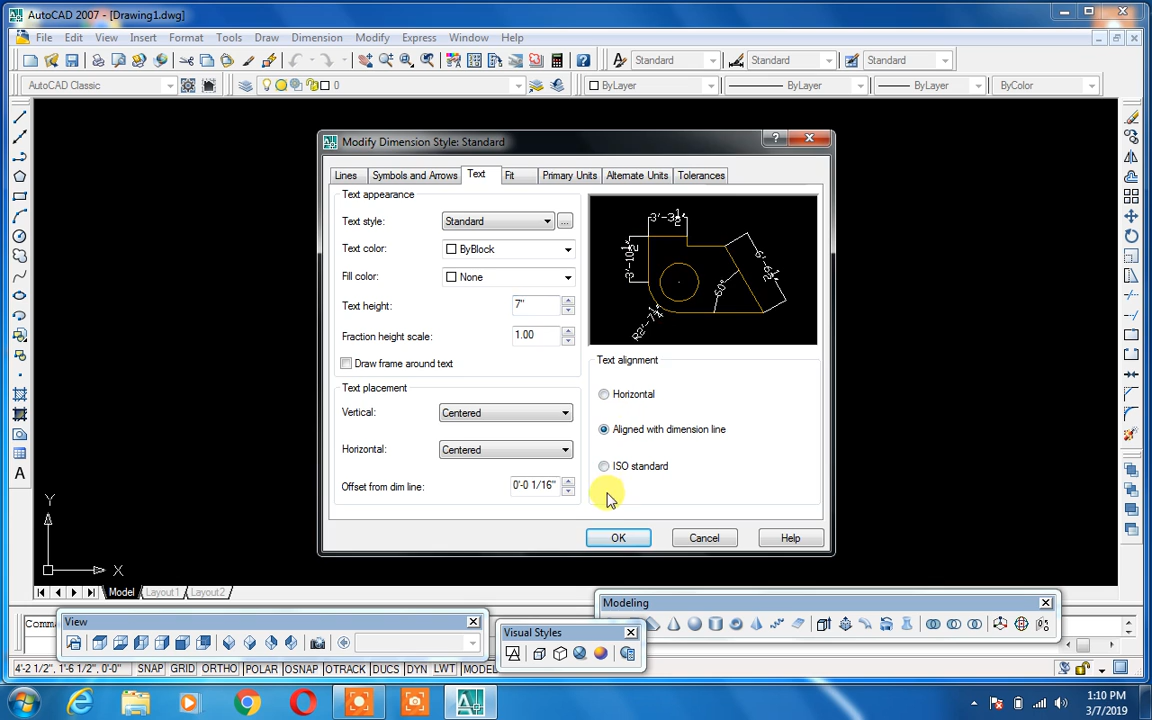 AutoCAD 2007 - [Drawing1.dwg]
File Edit View Insert Format Tools Draw Dimension Modify Express Window Help
Standard Standard Standard
AutoCAD Classic 0 ByLayer ByLayer ByLayer ByColor
Modify Dimension Style: Standard
Lines Symbols and Arrows Text Fit Primary Units Alternate Units Tolerances
Text appearance
Text style: Standard ...
Text color: ByBlock
Fill color: None
Text height: 7"
Fraction height scale: 1.00
Draw frame around text
Text placement
Vertical: Centered
Horizontal: Centered
Offset from dim line: 0'-0 1/16"
60°
Text alignment
Horizontal
Aligned with dimension line
ISO standard
OK Cancel Help
Y
X
Model Layout1 Layout2
Modeling
View
Visual Styles
4'-2 1/2", 1'-6 1/2", 0'-0" SNAP GRID ORTHO POLAR OSNAP OTRACK DUCS DYN LWT MODEL
1:10 PM
3/7/2019